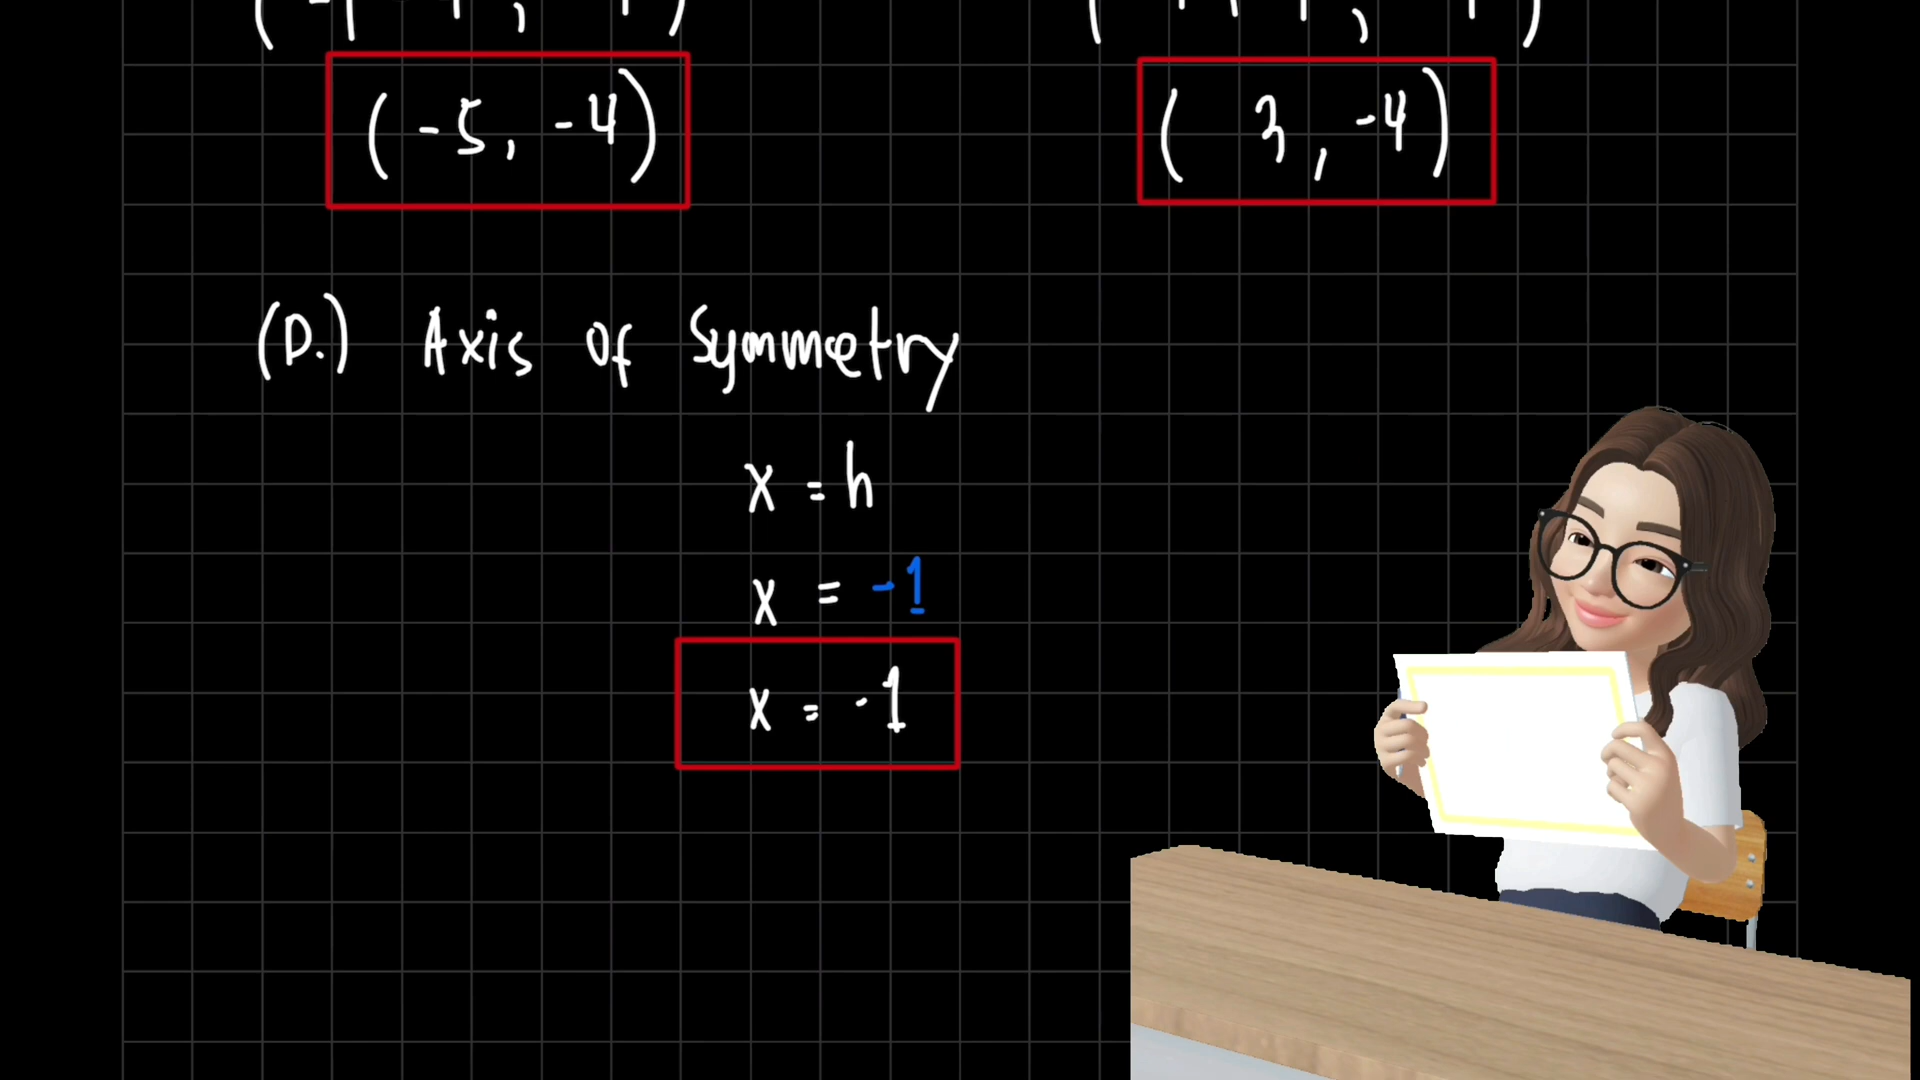 (-5, -4)
(3, -4)
(D.) Axis of Symmetry
x = h
x = -1
x = -1